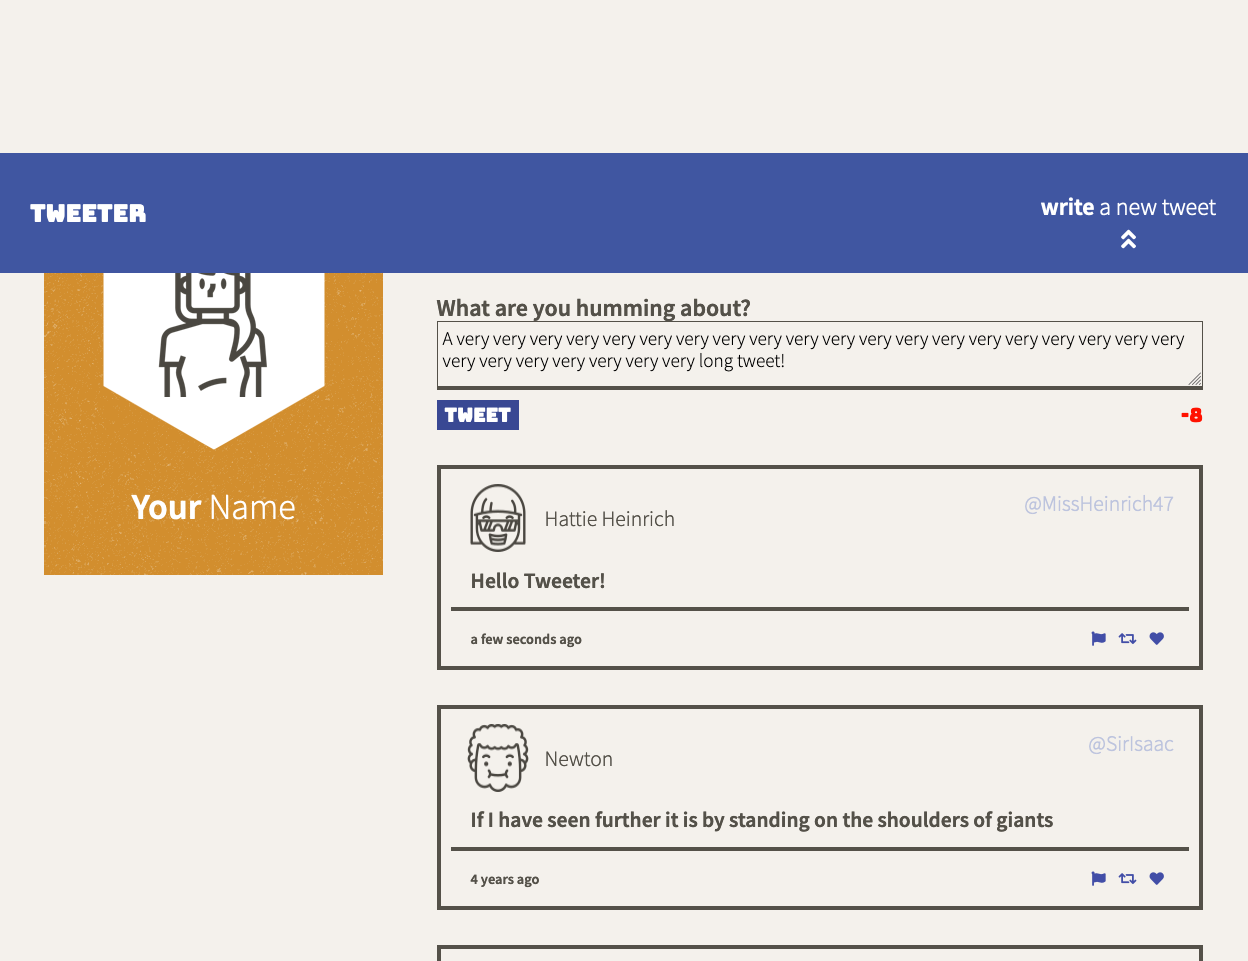 TWEETER
write a new tweet
Your Name
What are you humming about?
A very very very very very very very very very very very very very very very very very very very very
very very very very very very very long tweet!
TWEET
-8
Hattie Heinrich
@MissHeinrich47
Hello Tweeter!
a few seconds ago
Newton
@SirIsaac
If I have seen further it is by standing on the shoulders of giants
4 years ago